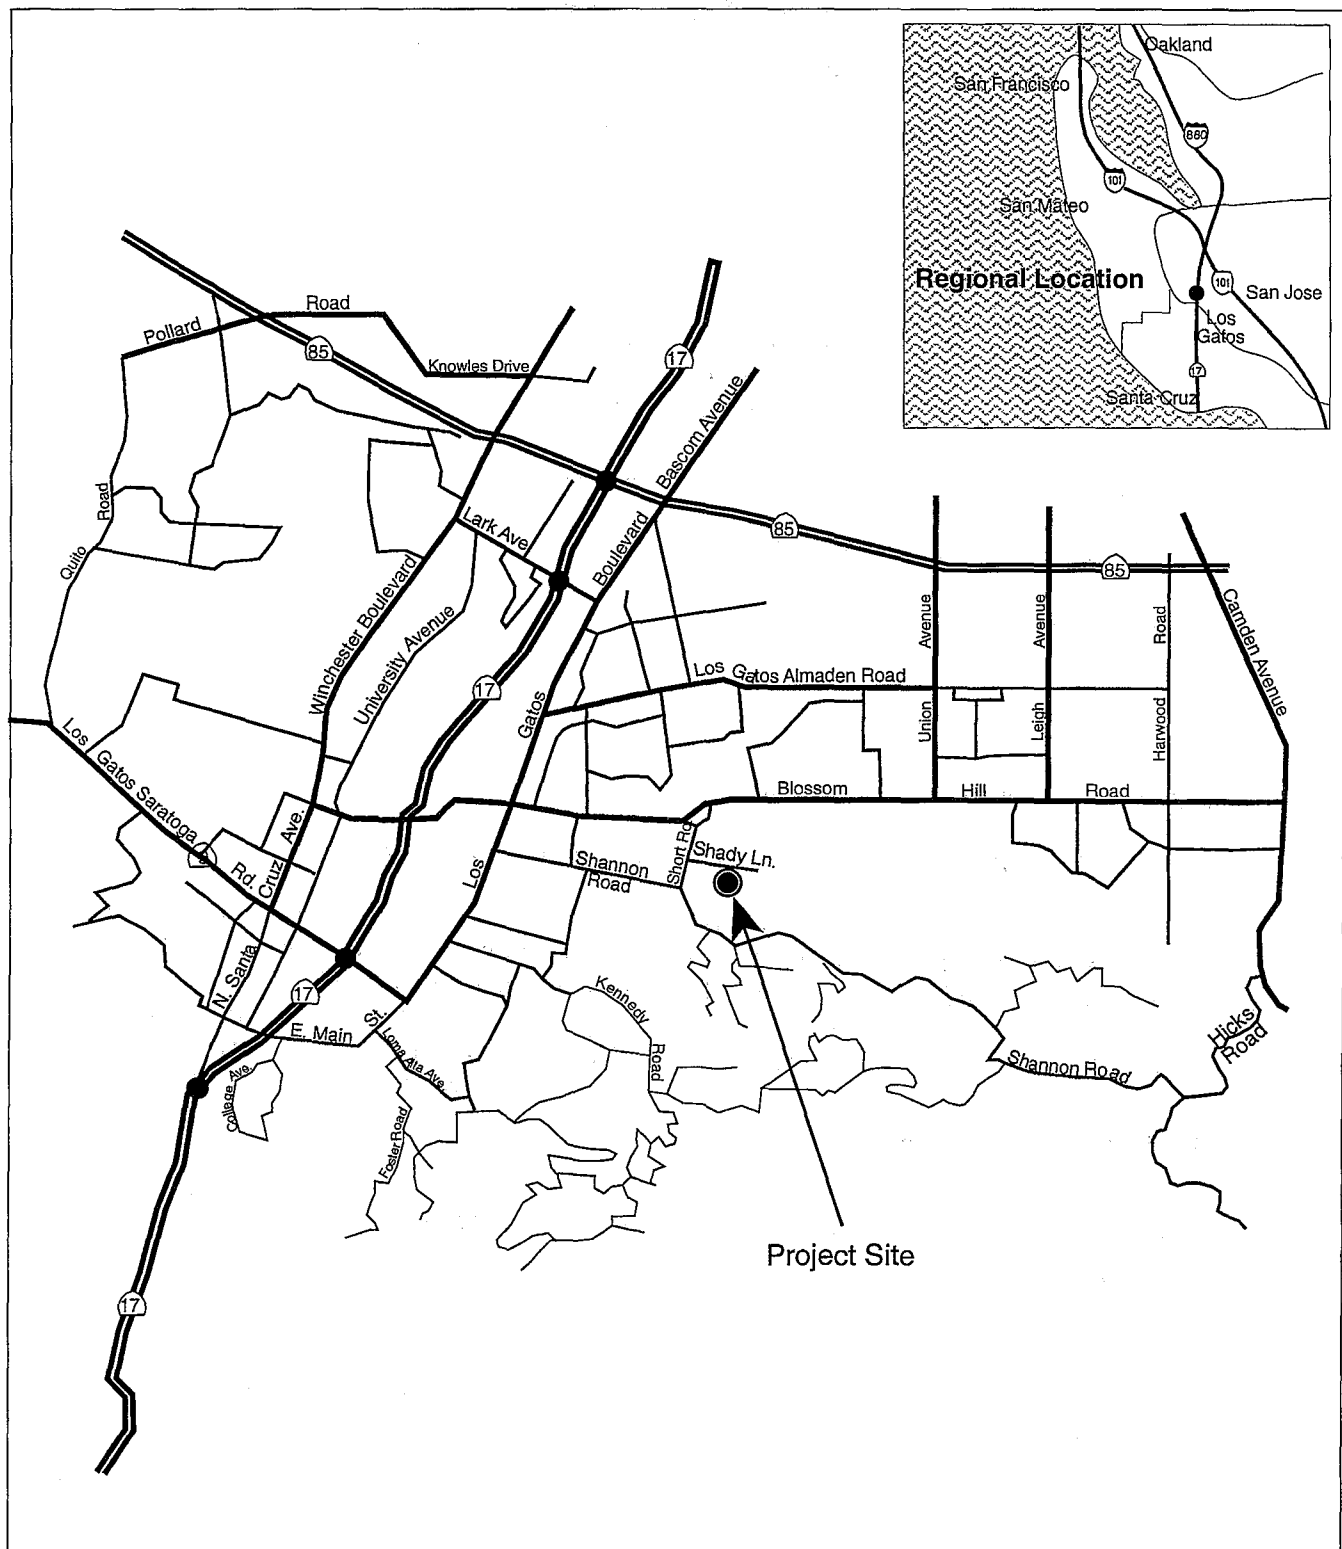 Oakland
San Francisco
880
101
San Mateo
Regional Location
101
San Jose
Los
Gatos
17
Santa Cruz
Road
Pollard
85
Knowles Drive
17
Bascom Avenue
Road
Quito
Lark Ave
Boulevard
85
85
Winchester Boulevard
University Avenue
Avenue
Avenue
Road
Camden Avenue
17
Los Gatos Almaden Road
Gatos
Union
Leigh
Harwood
Los Gatos Saratoga
Rd.
Blossom Hill Road
Ave.
Cruz
N. Santa
Los
Short Rd
Shady Ln.
Shannon
Road
17
E. Main St.
Kennedy
Road
Loma Alta Ave.
College Ave.
Foster Road
Shannon Road
Hicks
Road
Project Site
17